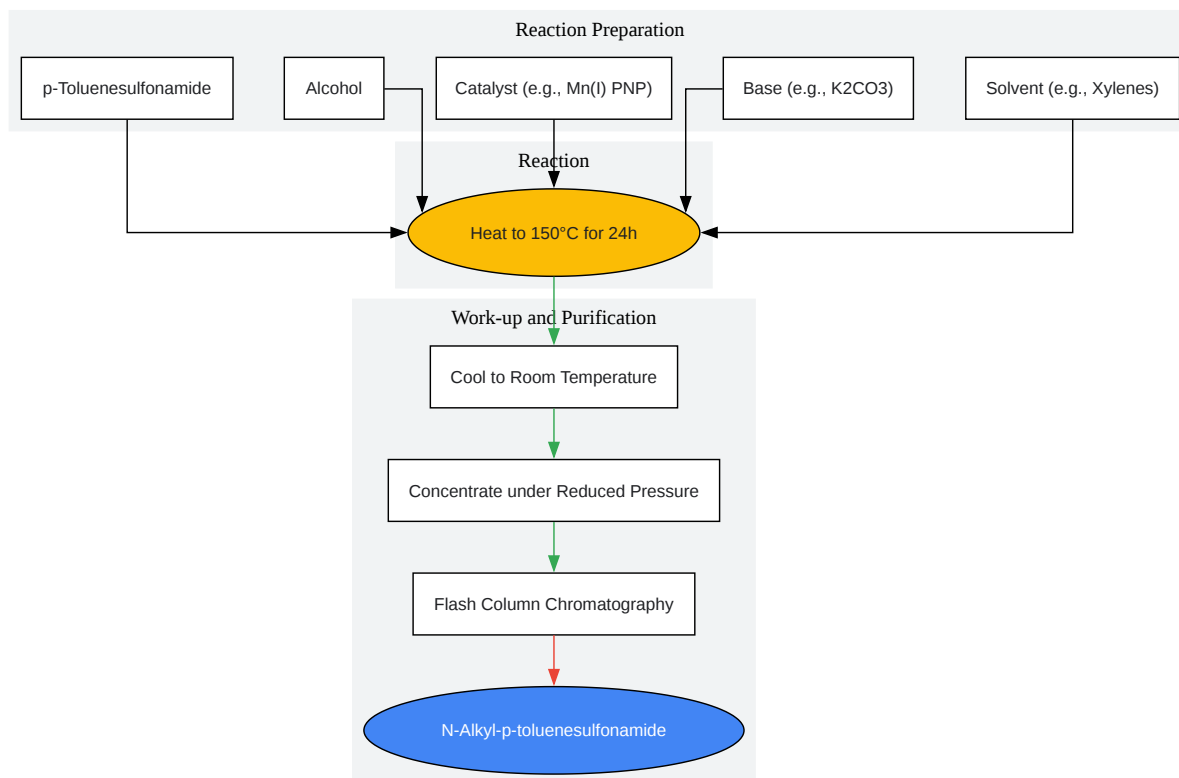 Reaction Preparation
p-Toluenesulfonamide
Alcohol
Catalyst (e.g., Mn(I) PNP)
Base (e.g., K2CO3)
Solvent (e.g., Xylenes)
Reaction
Heat to 150°C for 24h
Work-up and Purification
Cool to Room Temperature
Concentrate under Reduced Pressure
Flash Column Chromatography
N-Alkyl-p-toluenesulfonamide